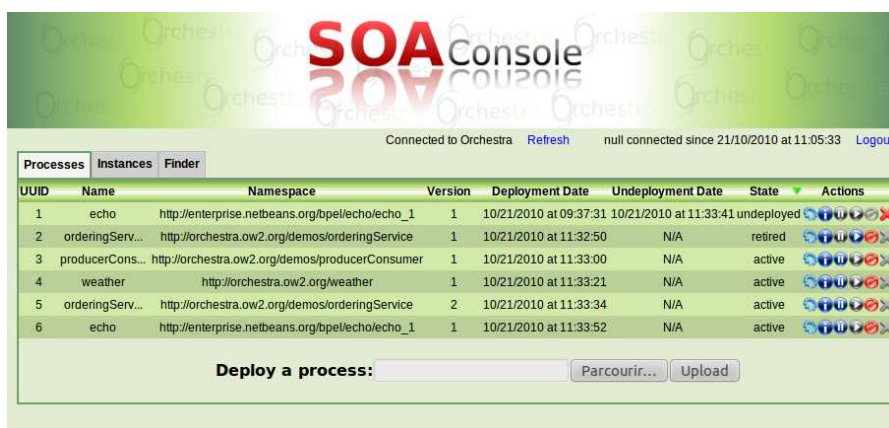 SOA Console
Connected to Orchestra Refresh null connected since 21/10/2010 at 11:05:33 Logou
Processes Instances Finder
UUID Name Namespace Version Deployment Date Undeployment Date State Actions
1 echo http://enterprise.netbeans.org/bpel/echo/echo_1 1 10/21/2010 at 09:37:31 10/21/2010 at 11:33:41 undeployed
2 orderingServ... http://orchestra.ow2.org/demos/orderingService 1 10/21/2010 at 11:32:50 N/A retired
3 producerCons... http://orchestra.ow2.org/demos/producerConsumer 1 10/21/2010 at 11:33:00 N/A active
4 weather http://orchestra.ow2.org/weather 1 10/21/2010 at 11:33:21 N/A active
5 orderingServ... http://orchestra.ow2.org/demos/orderingService 2 10/21/2010 at 11:33:34 N/A active
6 echo http://enterprise.netbeans.org/bpel/echo/echo_1 1 10/21/2010 at 11:33:52 N/A active
Deploy a process: Parcourir... Upload